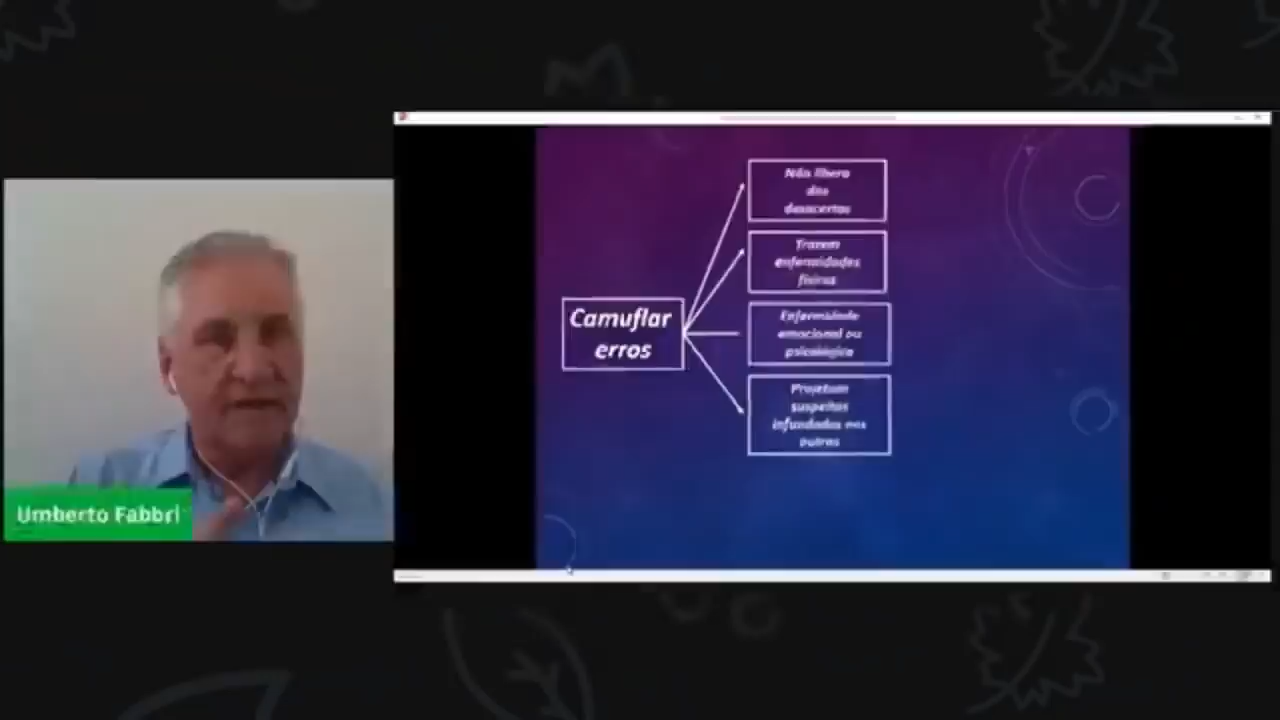 Umberto Fabbri
Camuflar
erros
Não libera
dos
desacertos
Trazem
enfermidades
físicas
Enfermidade
emocional ou
psicológica
Projetam
suspeitas
infundadas nos
outros